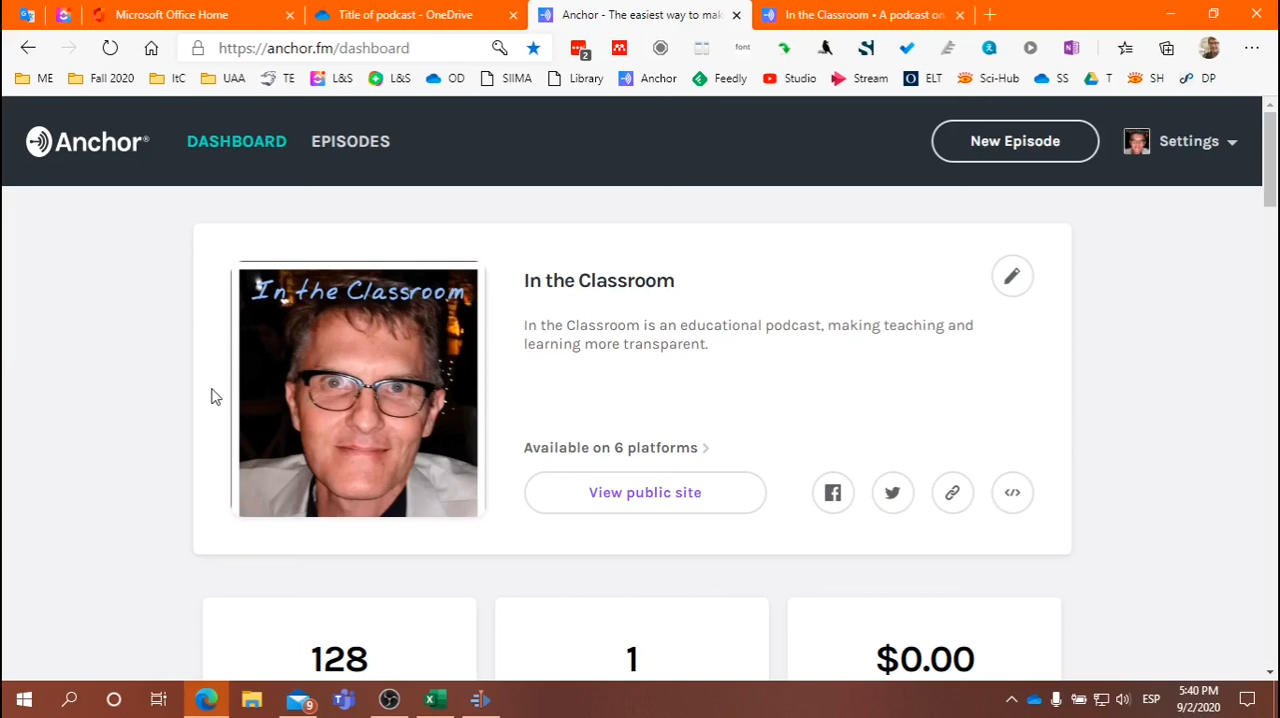 Microsoft Office Home
Title of podcast - OneDrive
Anchor - The easiest way to mak
In the Classroom • A podcast on
https://anchor.fm/dashboard
2
font
ME
Fall 2020
ItC
UAA
TE
L&S
L&S
OD
SIIMA
Library
Anchor
Feedly
Studio
Stream
ELT
Sci-Hub
SS
T
SH
DP
Anchor®
DASHBOARD
EPISODES
New Episode
Settings
In the Classroom
In the Classroom
In the Classroom is an educational podcast, making teaching and
learning more transparent.
Available on 6 platforms
View public site
128
1
$0.00
9
ESP
5:40 PM
9/2/2020